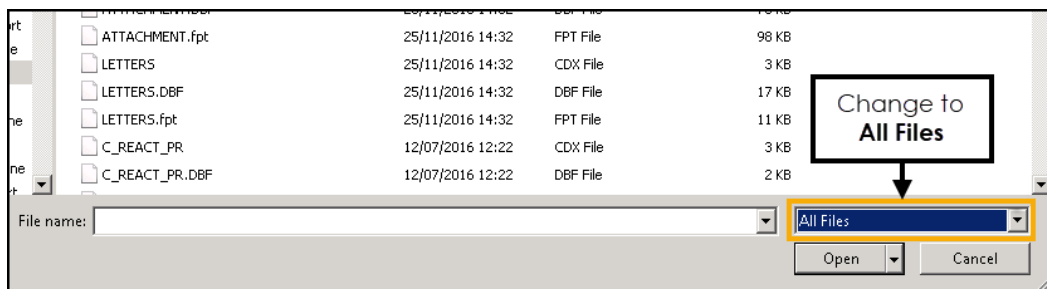 rt
ATTACHMENT.fpt 25/11/2016 14:32 FPT File 98 KB
e
LETTERS 25/11/2016 14:32 CDX File 3 KB
LETTERS.DBF 25/11/2016 14:32 DBF File 17 KB
ne LETTERS.fpt 25/11/2016 14:32 FPT File 11 KB
C_REACT_PR 12/07/2016 12:22 CDX File 3 KB
ne
C_REACT_PR.DBF 12/07/2016 12:22 DBF File 2 KB
Change to
All Files
File name: All Files
Open Cancel